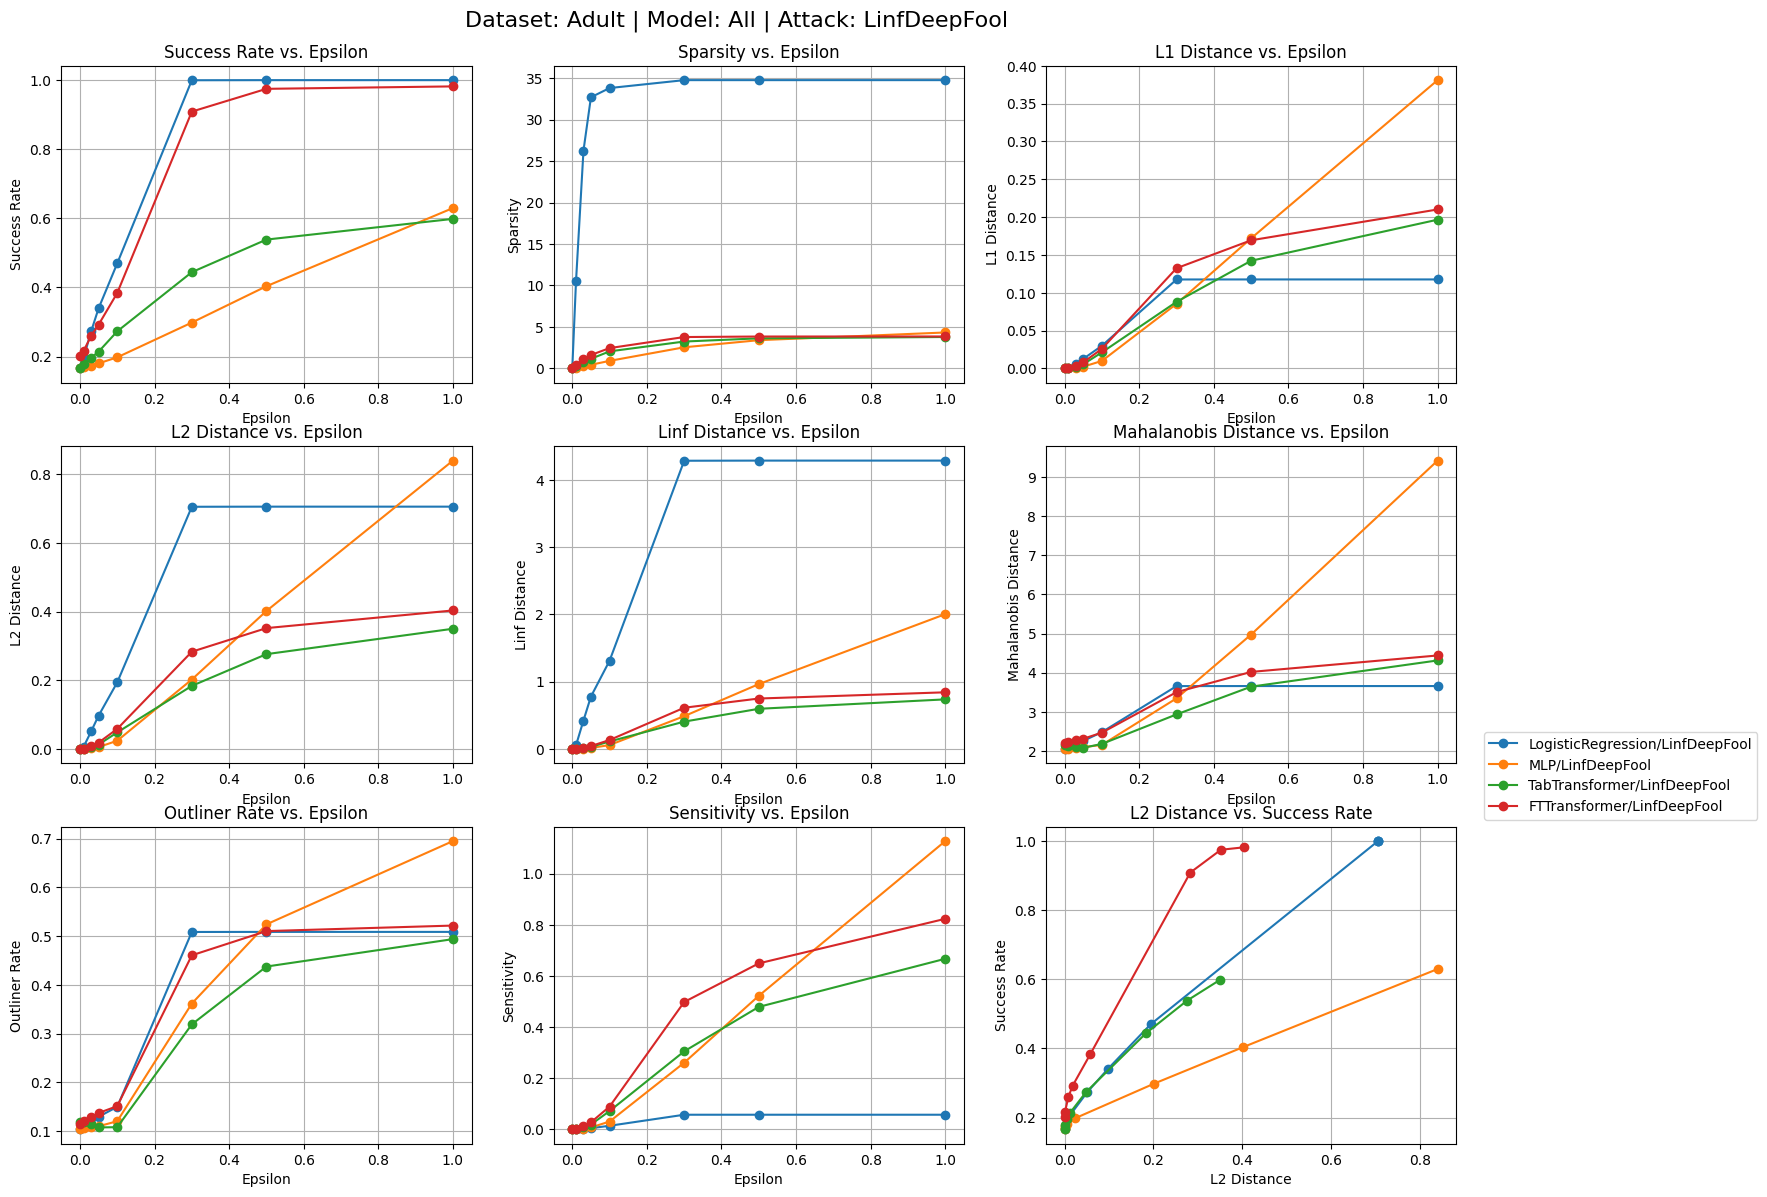 Dataset: Adult | Model: All | Attack: LinfDeepFool
Success Rate vs. Epsilon
Success Rate
1.0
0.8
0.6
0.4
0.2
0.0 0.2 0.4 0.6 0.8 1.0
Epsilon
Sparsity vs. Epsilon
Sparsity
35
30
25
20
15
10
5
0
0.0 0.2 0.4 0.6 0.8 1.0
Epsilon
L1 Distance vs. Epsilon
L1 Distance
0.40
0.35
0.30
0.25
0.20
0.15
0.10
0.05
0.00
0.0 0.2 0.4 0.6 0.8 1.0
Epsilon
L2 Distance vs. Epsilon
L2 Distance
0.8
0.6
0.4
0.2
0.0
0.0 0.2 0.4 0.6 0.8 1.0
Epsilon
Linf Distance vs. Epsilon
Linf Distance
4
3
2
1
0
0.0 0.2 0.4 0.6 0.8 1.0
Epsilon
Mahalanobis Distance vs. Epsilon
Mahalanobis Distance
9
8
7
6
5
4
3
2
0.0 0.2 0.4 0.6 0.8 1.0
Epsilon
LogisticRegression/LinfDeepFool
MLP/LinfDeepFool
TabTransformer/LinfDeepFool
FTTransformer/LinfDeepFool
Outliner Rate vs. Epsilon
Outliner Rate
0.7
0.6
0.5
0.4
0.3
0.2
0.1
0.0 0.2 0.4 0.6 0.8 1.0
Epsilon
Sensitivity vs. Epsilon
Sensitivity
1.0
0.8
0.6
0.4
0.2
0.0
0.0 0.2 0.4 0.6 0.8 1.0
Epsilon
L2 Distance vs. Success Rate
Success Rate
1.0
0.8
0.6
0.4
0.2
0.0 0.2 0.4 0.6 0.8
L2 Distance